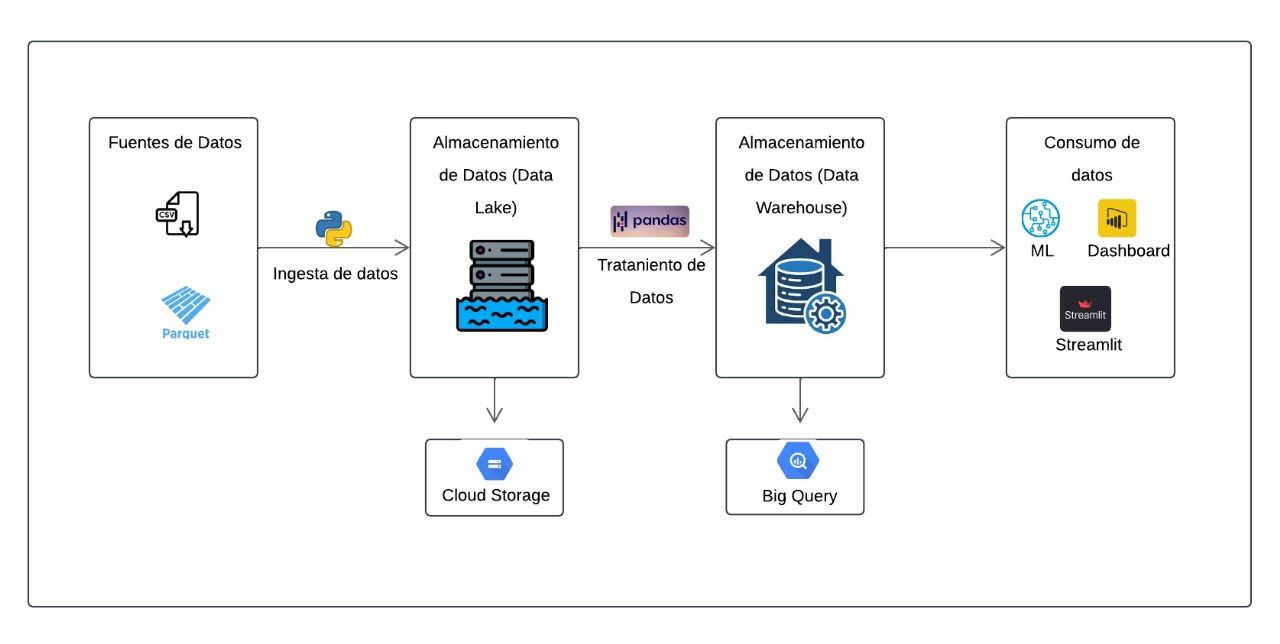 Fuentes de Datos
CSV
Parquet
Ingesta de datos
Almacenamiento
de Datos (Data
Lake)
Cloud Storage
pandas
Trataniento de
Datos
Almacenamiento
de Datos (Data
Warehouse)
Big Query
Consumo de
datos
ML
Dashboard
Streamlit
Streamlit